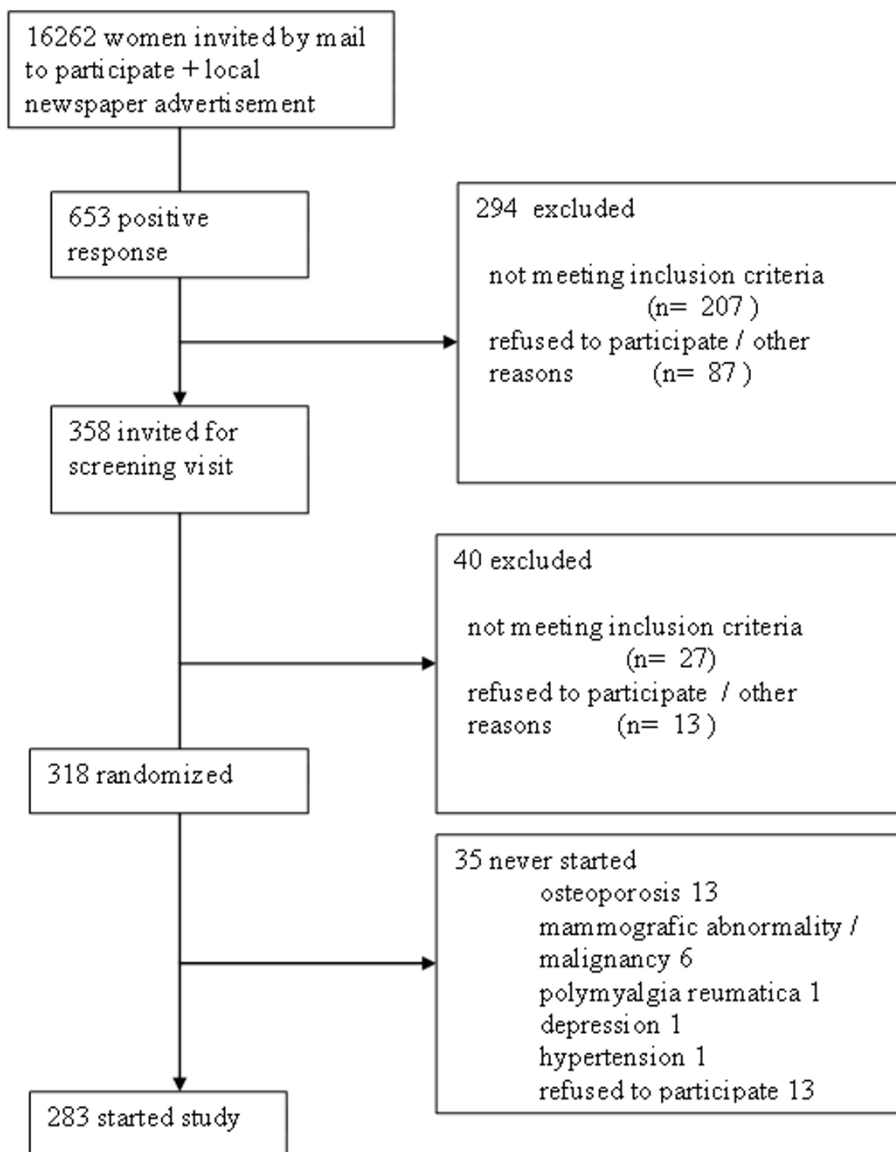 16262 women invited by mail
to participate + local
newspaper advertisement
653 positive
response
294 excluded
not meeting inclusion criteria
(n= 207 )
refused to participate / other
reasons (n= 87 )
358 invited for
screening visit
40 excluded
not meeting inclusion criteria
(n= 27)
refused to participate / other
reasons (n= 13 )
318 randomized
35 never started
osteoporosis 13
mammografic abnormality /
malignancy 6
polymyalgia reumatica 1
depression 1
hypertension 1
refused to participate 13
283 started study